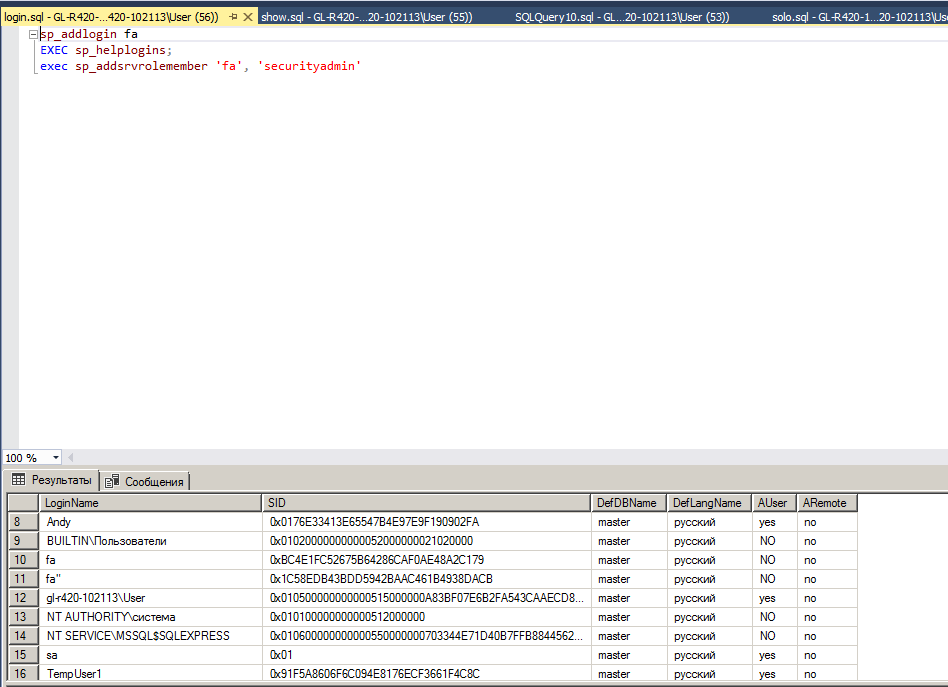 login.sql - GL-R420-...420-102113\User (56)) show.sql - GL-R420-...20-102113\User (55)) SQLQuery10.sql - GL...20-102113\User (53)) solo.sql - GL-R420-1...20-102113\Use
sp_addlogin fa
EXEC sp_helplogins;
exec sp_addsrvrolemember 'fa', 'securityadmin'
100 %
Результаты Сообщения
LoginName SID DefDBName DefLangName AUser ARemote
8 Andy 0x0176E33413E65547B4E97E9F190902FA master русский yes no
9 BUILTIN\Пользователи 0x01020000000000052000000021020000 master русский NO no
10 fa 0xBC4E1FC52675B64286CAF0AE48A2C179 master русский NO no
11 fa" 0x1C58EDB43BDD5942BAAC461B4938DACB master русский NO no
12 gl-r420-102113\User 0x010500000000000515000000A83BF07E6B2FA543CAAECD8... master русский yes no
13 NT AUTHORITY\система 0x010100000000000512000000 master русский NO no
14 NT SERVICE\MSSQL$SQLEXPRESS 0x010600000000000550000000703344E71D40B7FFB8844562... master русский NO no
15 sa 0x01 master русский yes no
16 TempUser1 0x91F5A8606F6C094E8176ECF3661F4C8C master русский yes no